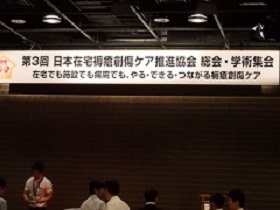 第3回 日本在宅褥瘡創傷ケア推進協会 総会・学術集会
在宅でも施設でも病院でも、やる・できる・つながる褥瘡創傷ケア